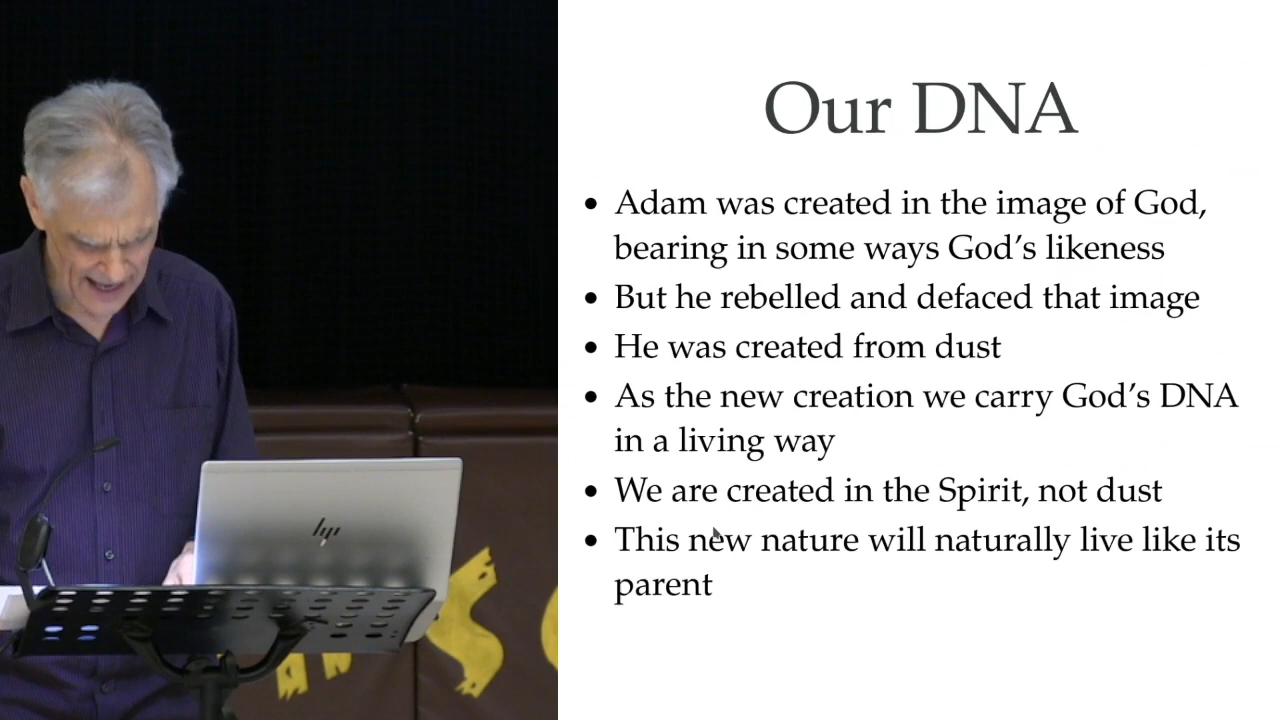 Our DNA
• Adam was created in the image of God,
bearing in some ways God’s likeness
• But he rebelled and defaced that image
• He was created from dust
• As the new creation we carry God’s DNA
in a living way
• We are created in the Spirit, not dust
• This new nature will naturally live like its
parent
hp